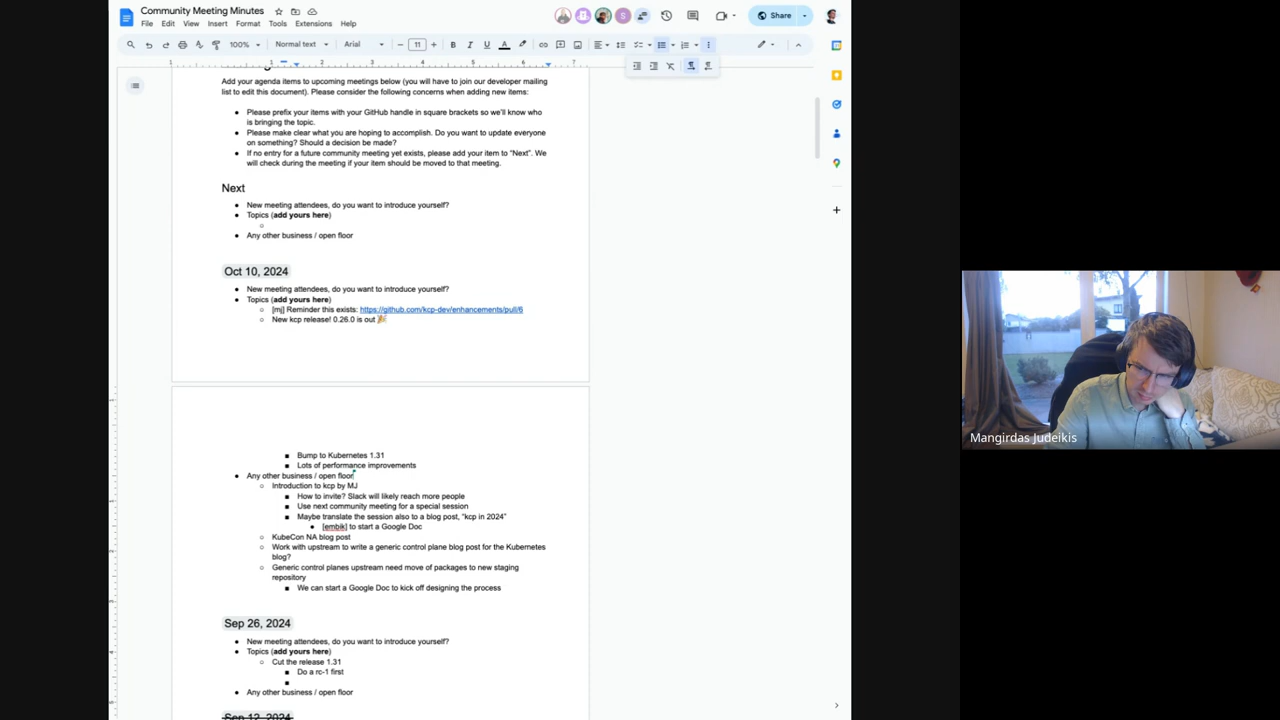 Community Meeting Minutes
File Edit View Insert Format Tools Extensions Help
S
Share
100% Normal text Arial 11
B I U A
1 1 2 3 4 5 6 7
Add your agenda items to upcoming meetings below (you will have to join our developer mailing
list to edit this document). Please consider the following concerns when adding new items:
● Please prefix your items with your GitHub handle in square brackets so we'll know who
is bringing the topic.
● Please make clear what you are hoping to accomplish. Do you want to update everyone
on something? Should a decision be made?
● If no entry for a future community meeting yet exists, please add your item to "Next". We
will check during the meeting if your item should be moved to that meeting.
Next
● New meeting attendees, do you want to introduce yourself?
● Topics (add yours here)
○
● Any other business / open floor
Oct 10, 2024
● New meeting attendees, do you want to introduce yourself?
● Topics (add yours here)
○ [mj] Reminder this exists: https://github.com/kcp-dev/enhancements/pull/6
○ New kcp release! 0.26.0 is out 🎉
■ Bump to Kubernetes 1.31
■ Lots of performance improvements
● Any other business / open floor
○ Introduction to kcp by MJ
■ How to invite? Slack will likely reach more people
■ Use next community meeting for a special session
■ Maybe translate the session also to a blog post, "kcp in 2024"
● [embik] to start a Google Doc
○ KubeCon NA blog post
○ Work with upstream to write a generic control plane blog post for the Kubernetes
blog?
○ Generic control planes upstream need move of packages to new staging
repository
■ We can start a Google Doc to kick off designing the process
Sep 26, 2024
● New meeting attendees, do you want to introduce yourself?
● Topics (add yours here)
○ Cut the release 1.31
■ Do a rc-1 first
■
● Any other business / open floor
Sep 12, 2024
Mangirdas Judeikis